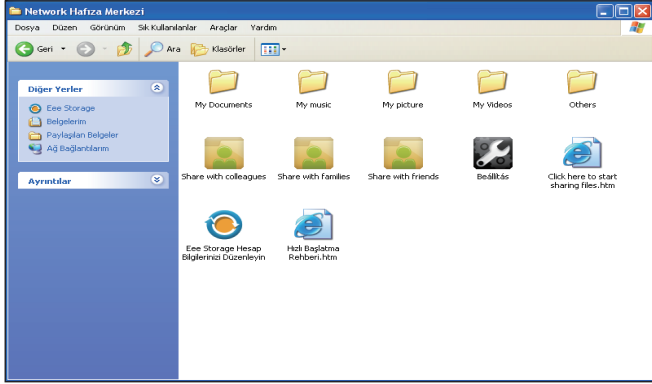 Network Hafıza Merkezi
Dosya Düzen Görünüm Sık Kullanılanlar Araçlar Yardım
Geri Ara Klasörler
Diğer Yerler
Eee Storage
Belgelerim
Paylaşılan Belgeler
Ağ Bağlantılarım
Ayrıntılar
My Documents
My music
My picture
My Videos
Others
Share with colleagues
Share with families
Share with friends
Beállítás
Click here to start
sharing files.htm
Eee Storage Hesap
Bilgilerinizi Düzenleyin
Hızlı Başlatma
Rehberi.htm